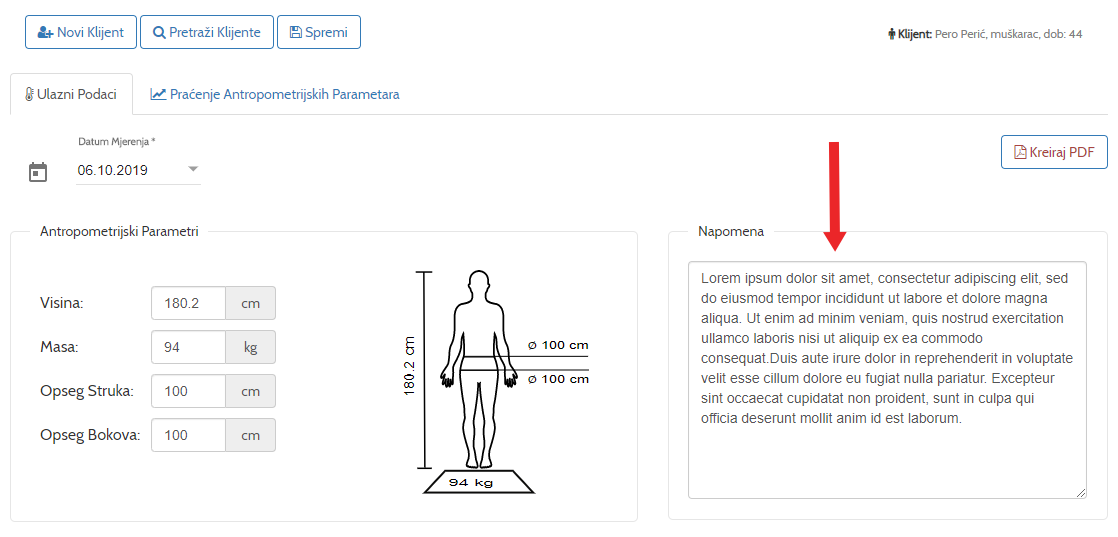 Novi Klijent
Pretraži Klijente
Spremi
Klijent: Pero Perić, muškarac, dob: 44
Ulazni Podaci
Praćenje Antropometrijskih Parametara
Datum Mjerenja *
06.10.2019
Kreiraj PDF
Antropometrijski Parametri
Visina: 180.2 cm
Masa: 94 kg
Opseg Struka: 100 cm
Opseg Bokova: 100 cm
180.2 cm
Ø 100 cm
Ø 100 cm
94 kg
Napomena
Lorem ipsum dolor sit amet, consectetur adipiscing elit, sed
do eiusmod tempor incididunt ut labore et dolore magna
aliqua. Ut enim ad minim veniam, quis nostrud exercitation
ullamco laboris nisi ut aliquip ex ea commodo
consequat.Duis aute irure dolor in reprehenderit in voluptate
velit esse cillum dolore eu fugiat nulla pariatur. Excepteur
sint occaecat cupidatat non proident, sunt in culpa qui
officia deserunt mollit anim id est laborum.